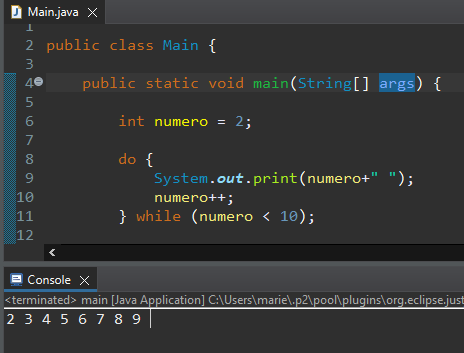 Main.java
1
2 public class Main {
3
4 public static void main(String[] args) {
5
6 int numero = 2;
7
8 do {
9 System.out.print(numero+" ");
10 numero++;
11 } while (numero < 10);
12
Console
<terminated> main [Java Application] C:\Users\marie\.p2\pool\plugins\org.eclipse.just
2 3 4 5 6 7 8 9